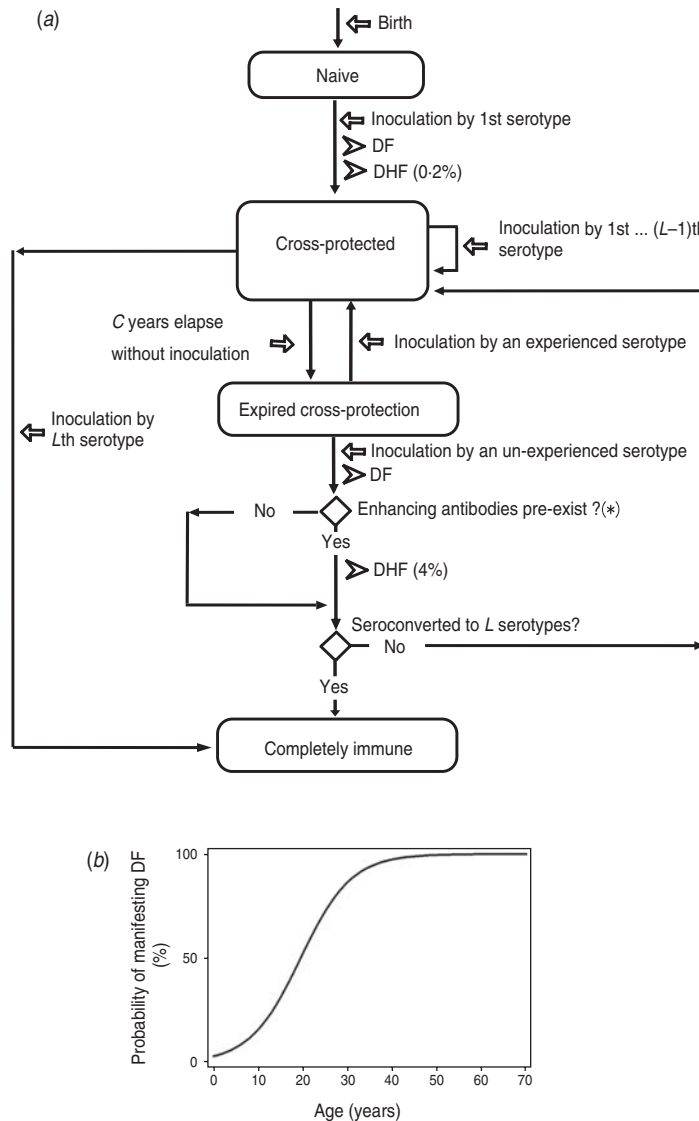 (a)
Birth
Naive
Inoculation by 1st serotype
DF
DHF (0·2%)
Cross-protected
Inoculation by 1st ... (L–1)th
serotype
C years elapse
without inoculation
Inoculation by an experienced serotype
Expired cross-protection
Inoculation by
Lth serotype
Inoculation by an un-experienced serotype
DF
No
Enhancing antibodies pre-exist ?(*)
Yes
DHF (4%)
Seroconverted to L serotypes?
No
Yes
Completely immune
(b)
Probability of manifesting DF
(%)
100
50
0
0 10 20 30 40 50 60 70
Age (years)